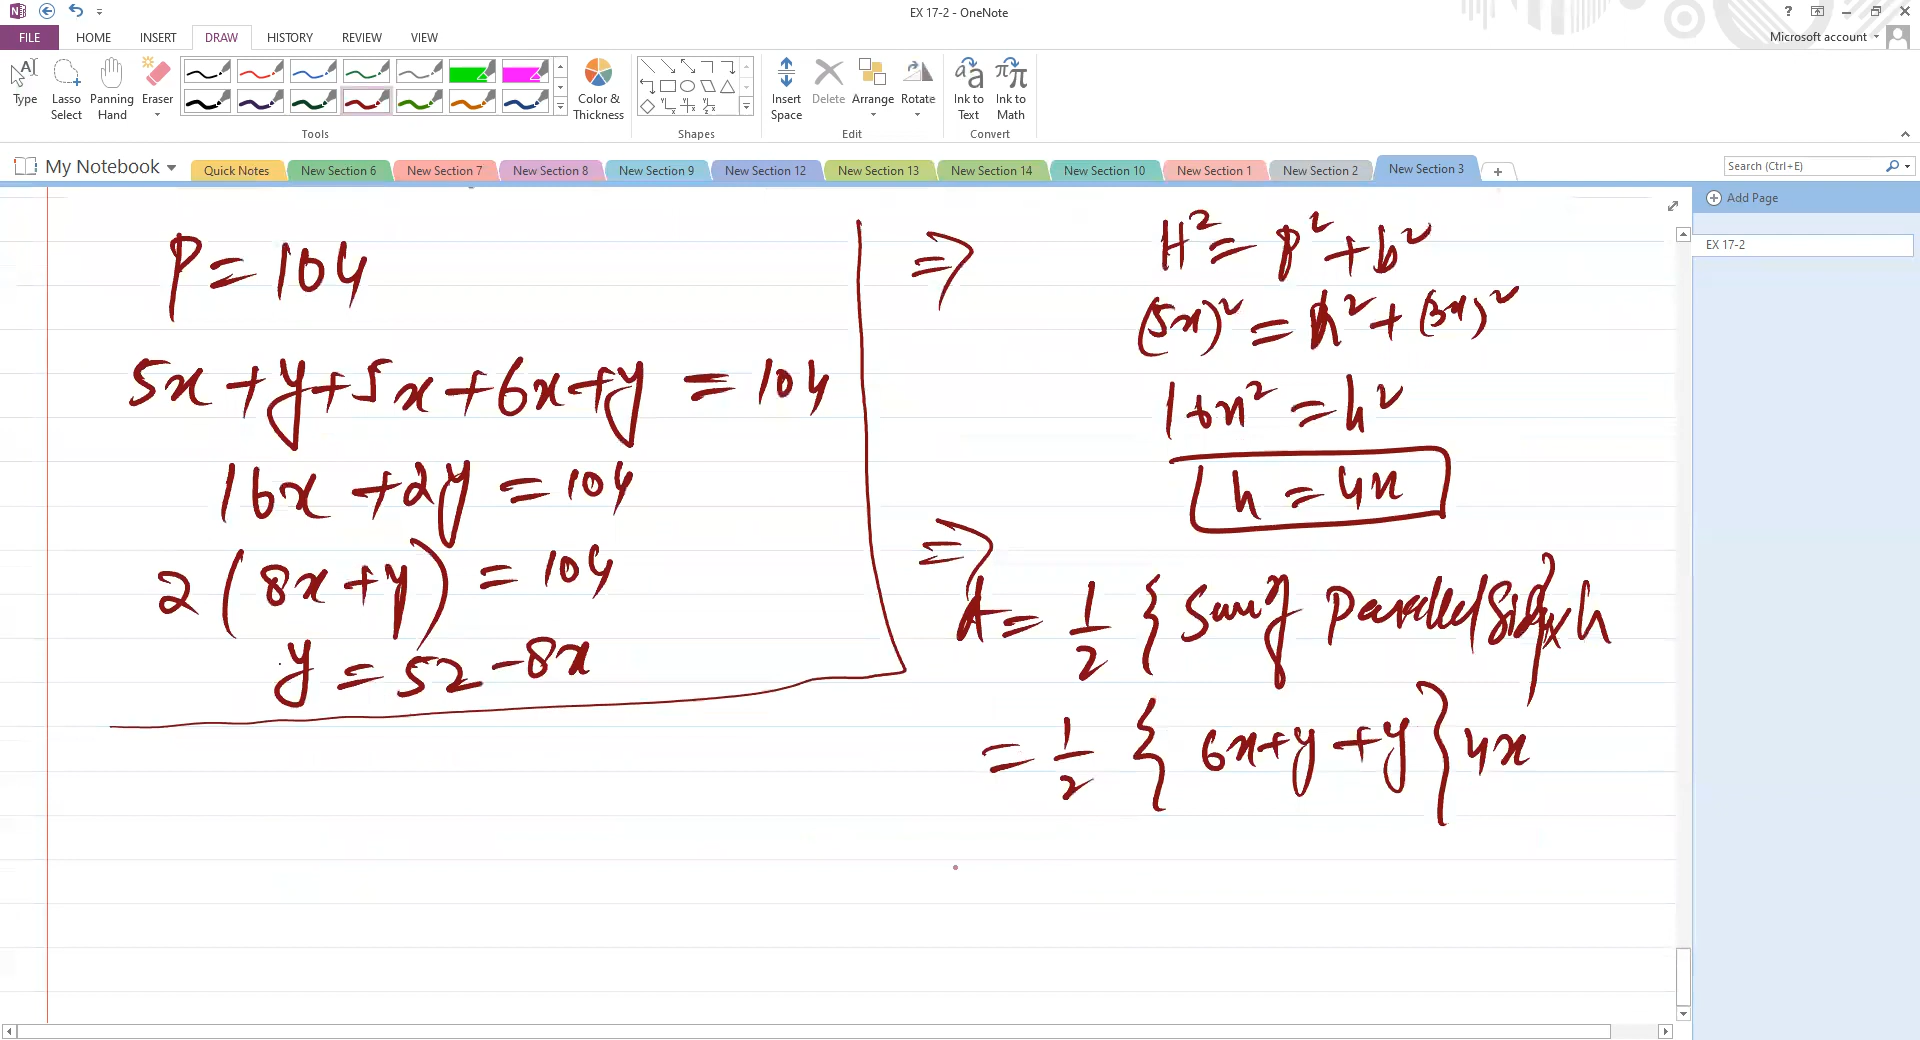 EX 17-2 - OneNote
FILE HOME INSERT DRAW HISTORY REVIEW VIEW
Microsoft account
Type
Lasso Select
Panning Hand
Eraser
Color & Thickness
Insert Space
Delete
Arrange
Rotate
Ink to Text
Ink to Math
Tools
Shapes
Edit
Convert
My Notebook
Quick Notes
New Section 6
New Section 7
New Section 8
New Section 9
New Section 12
New Section 13
New Section 14
New Section 10
New Section 1
New Section 2
New Section 3
Search (Ctrl+E)
Add Page
EX 17-2
P = 104
5x + y + 5x + 6x + y = 104
16x + 2y = 104
2 (8x + y) = 104
y = 52 - 8x
⇒ H² = p² + b²
(5x)² = h² + (3x)²
16x² = h²
h = 4x
⇒
A = 1/2 { Sum of Parallel Side} x h
= 1/2 { 6x + y + y } 4x